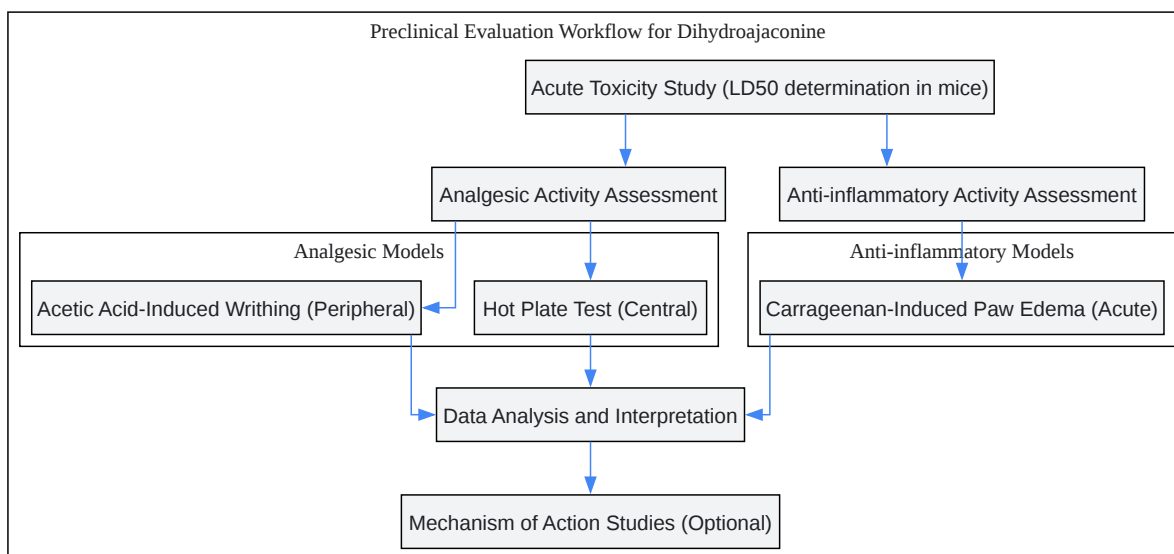 Preclinical Evaluation Workflow for Dihydroajaconine
Acute Toxicity Study (LD50 determination in mice)
Analgesic Activity Assessment
Anti-inflammatory Activity Assessment
Analgesic Models
Anti-inflammatory Models
Acetic Acid-Induced Writhing (Peripheral)
Hot Plate Test (Central)
Carrageenan-Induced Paw Edema (Acute)
Data Analysis and Interpretation
Mechanism of Action Studies (Optional)